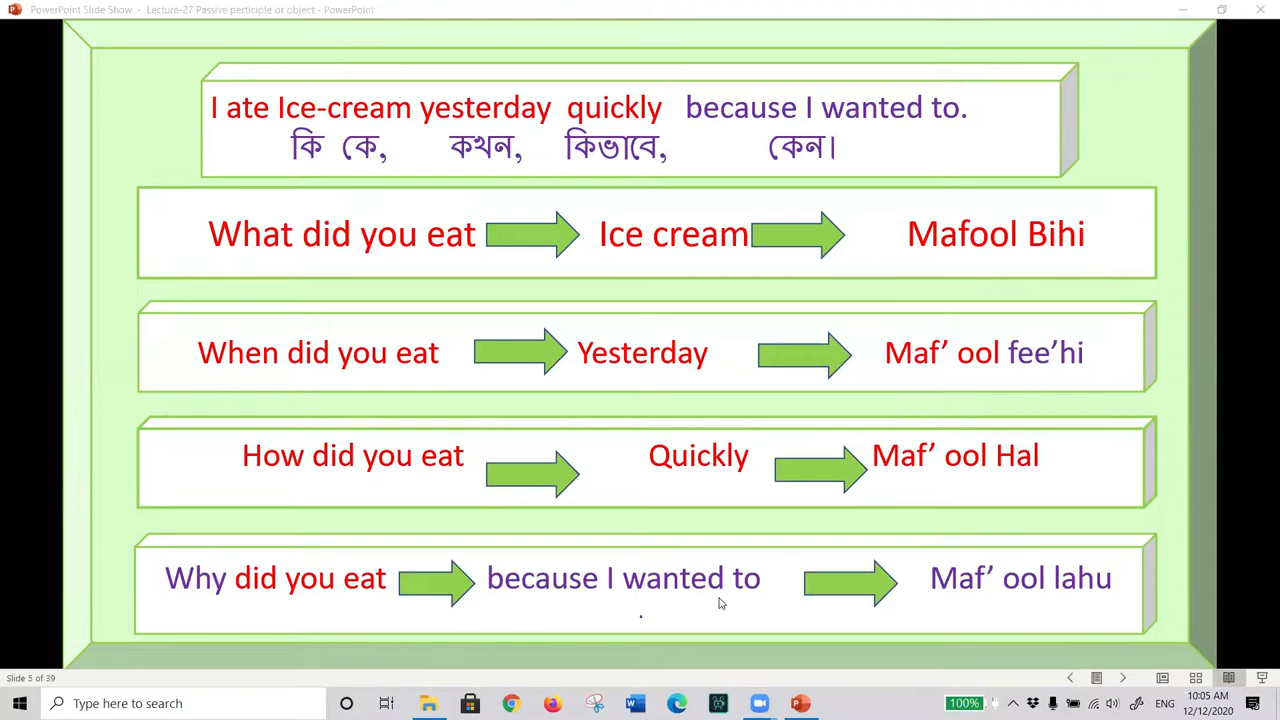 PowerPoint Slide Show - Lecture-27 Passive perticiple or object - PowerPoint
I ate Ice-cream yesterday quickly because I wanted to.
কি কে, কখন, কিভাবে, কেন।
What did you eat Ice cream Mafool Bihi
When did you eat Yesterday Maf’ ool fee’hi
How did you eat Quickly Maf’ ool Hal
Why did you eat because I wanted to Maf’ ool lahu
.
Slide 5 of 39
Type here to search
100%
ENG
10:05 AM
12/12/2020